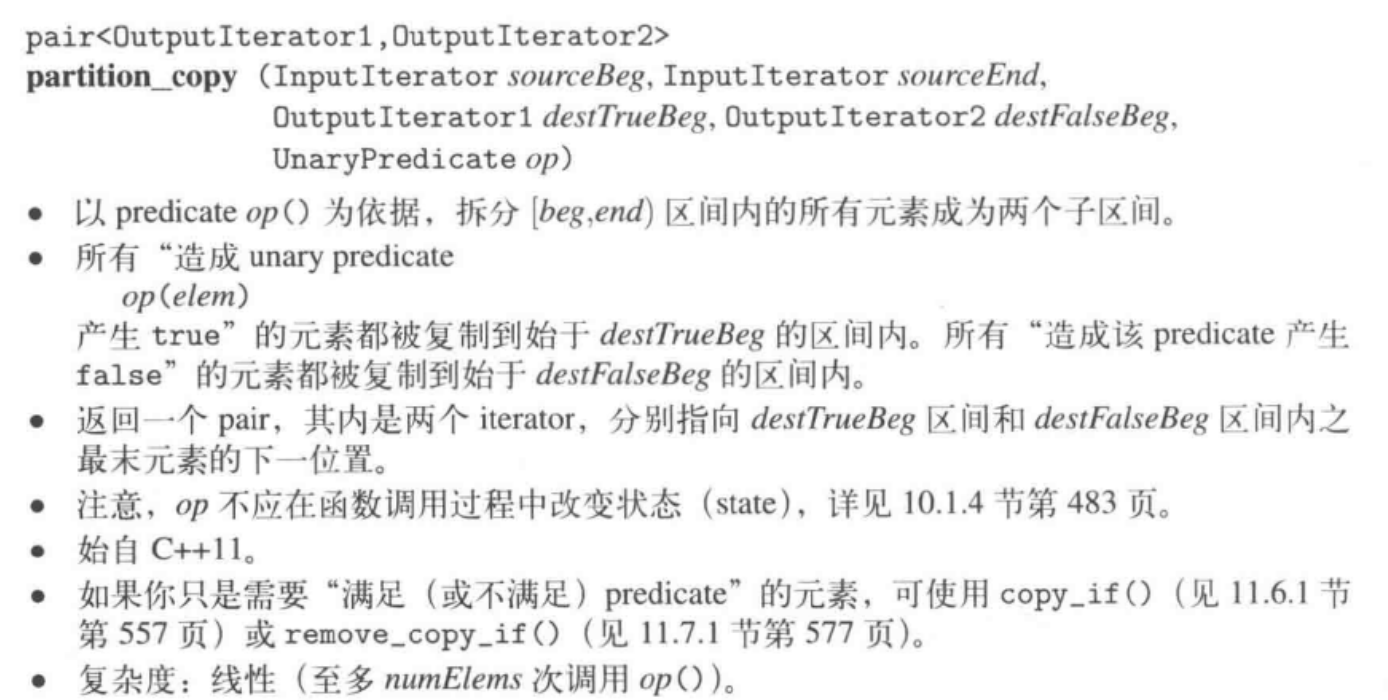 pair<OutputIterator1,OutputIterator2>
partition_copy (InputIterator sourceBeg, InputIterator sourceEnd,
OutputIterator1 destTrueBeg, OutputIterator2 destFalseBeg,
UnaryPredicate op)
• 以 predicate op() 为依据，拆分 [beg,end) 区间内的所有元素成为两个子区间。
• 所有“造成 unary predicate
op(elem)
产生 true”的元素都被复制到始于 destTrueBeg 的区间内。所有“造成该 predicate 产生
false”的元素都被复制到始于 destFalseBeg 的区间内。
• 返回一个 pair，其内是两个 iterator，分别指向 destTrueBeg 区间和 destFalseBeg 区间内之
最末元素的下一位置。
• 注意，op 不应在函数调用过程中改变状态（state），详见 10.1.4 节第 483 页。
• 始自 C++11。
• 如果你只是需要“满足（或不满足）predicate”的元素，可使用 copy_if()（见 11.6.1 节
第 557 页）或 remove_copy_if()（见 11.7.1 节第 577 页）。
• 复杂度：线性（至多 numElems 次调用 op()）。